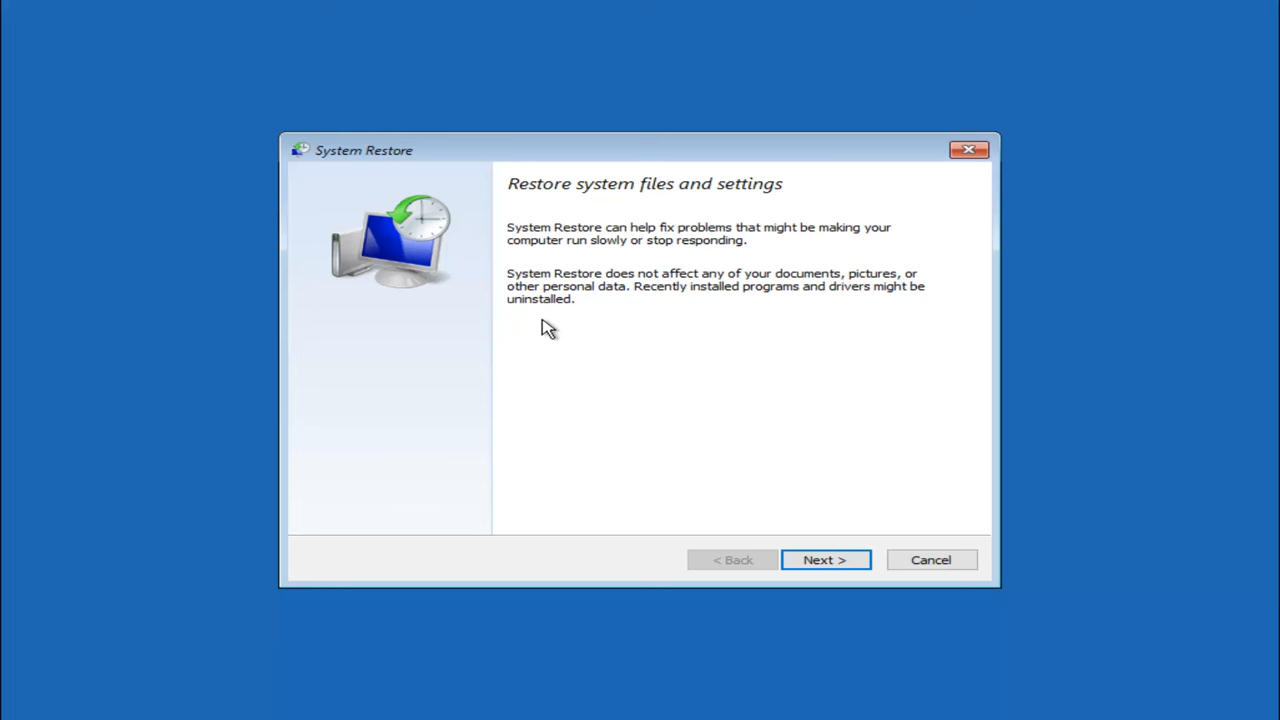 System Restore
Restore system files and settings
System Restore can help fix problems that might be making your
computer run slowly or stop responding.
System Restore does not affect any of your documents, pictures, or
other personal data. Recently installed programs and drivers might be
uninstalled.
< Back
Next >
Cancel